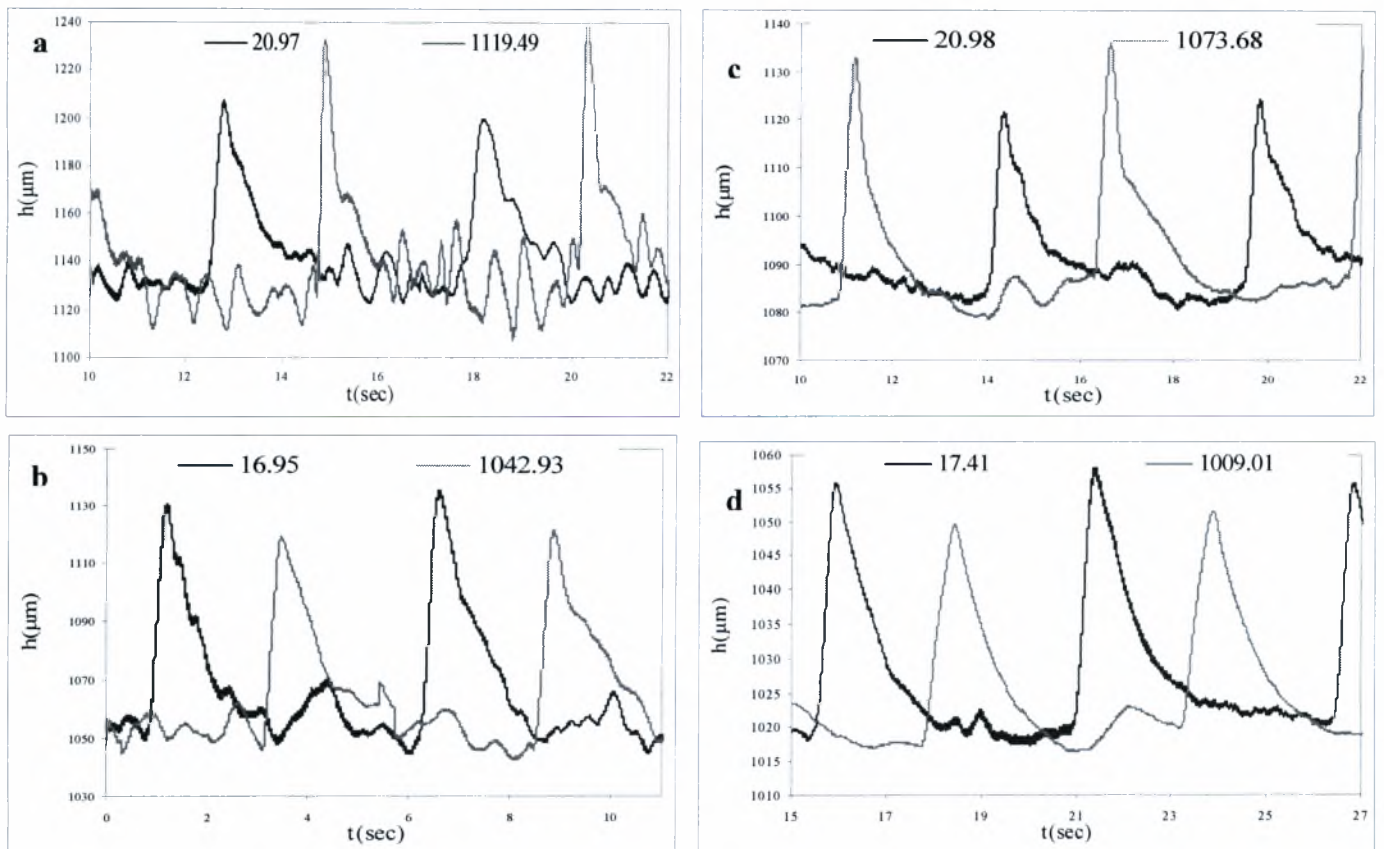 a
20.97 1119.49
1240
1220
1200
1180
1160
1140
1120
1100
h(μm)
10 12 14 16 18 20 22
t(sec)
c
20.98 1073.68
1140
1130
1120
1110
1100
1090
1080
1070
h(μm)
10 12 14 16 18 20 22
t(sec)
b
16.95 1042.93
1150
1130
1110
1090
1070
1050
1030
h(μm)
0 2 4 6 8 10
t(sec)
d
17.41 1009.01
1060
1055
1050
1045
1040
1035
1030
1025
1020
1015
1010
h(μm)
15 17 19 21 23 25 27
t(sec)